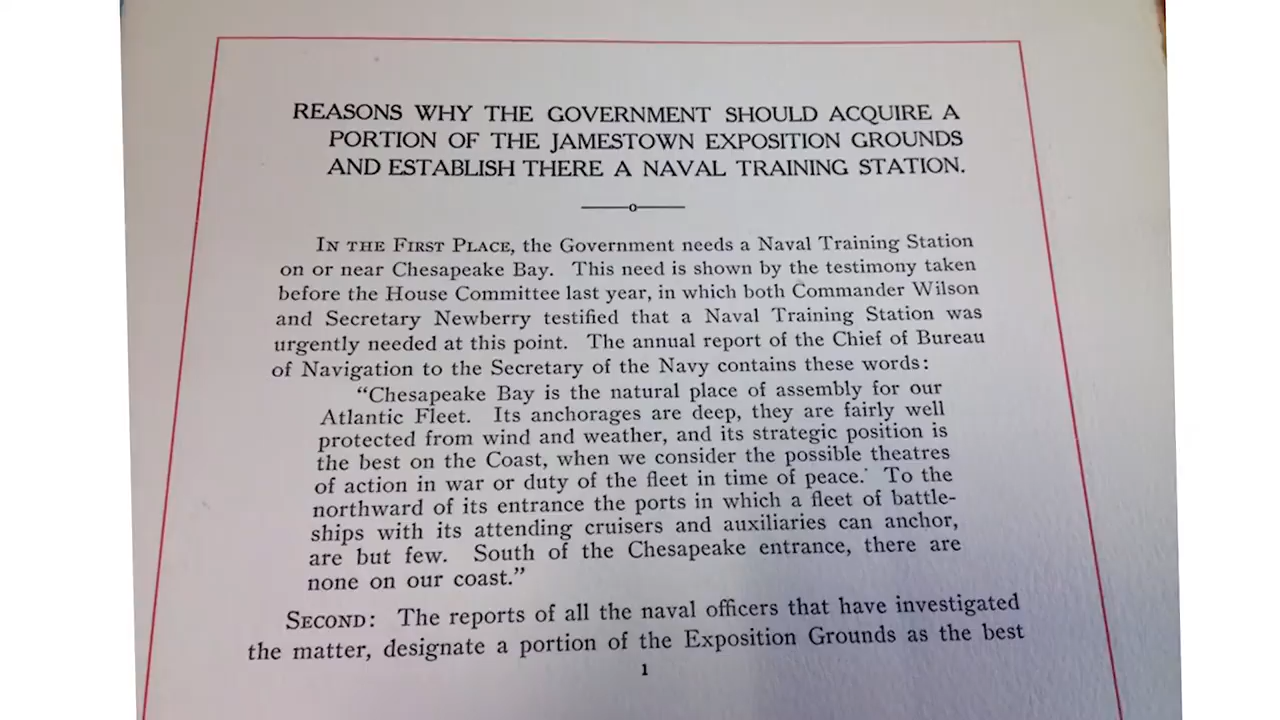 REASONS WHY THE GOVERNMENT SHOULD ACQUIRE A
PORTION OF THE JAMESTOWN EXPOSITION GROUNDS
AND ESTABLISH THERE A NAVAL TRAINING STATION.
IN THE FIRST PLACE, the Government needs a Naval Training Station
on or near Chesapeake Bay. This need is shown by the testimony taken
before the House Committee last year, in which both Commander Wilson
and Secretary Newberry testified that a Naval Training Station was
urgently needed at this point. The annual report of the Chief of Bureau
of Navigation to the Secretary of the Navy contains these words:
“Chesapeake Bay is the natural place of assembly for our
Atlantic Fleet. Its anchorages are deep, they are fairly well
protected from wind and weather, and its strategic position is
the best on the Coast, when we consider the possible theatres
of action in war or duty of the fleet in time of peace. To the
northward of its entrance the ports in which a fleet of battle-
ships with its attending cruisers and auxiliaries can anchor,
are but few. South of the Chesapeake entrance, there are
none on our coast.”
SECOND: The reports of all the naval officers that have investigated
the matter, designate a portion of the Exposition Grounds as the best
1